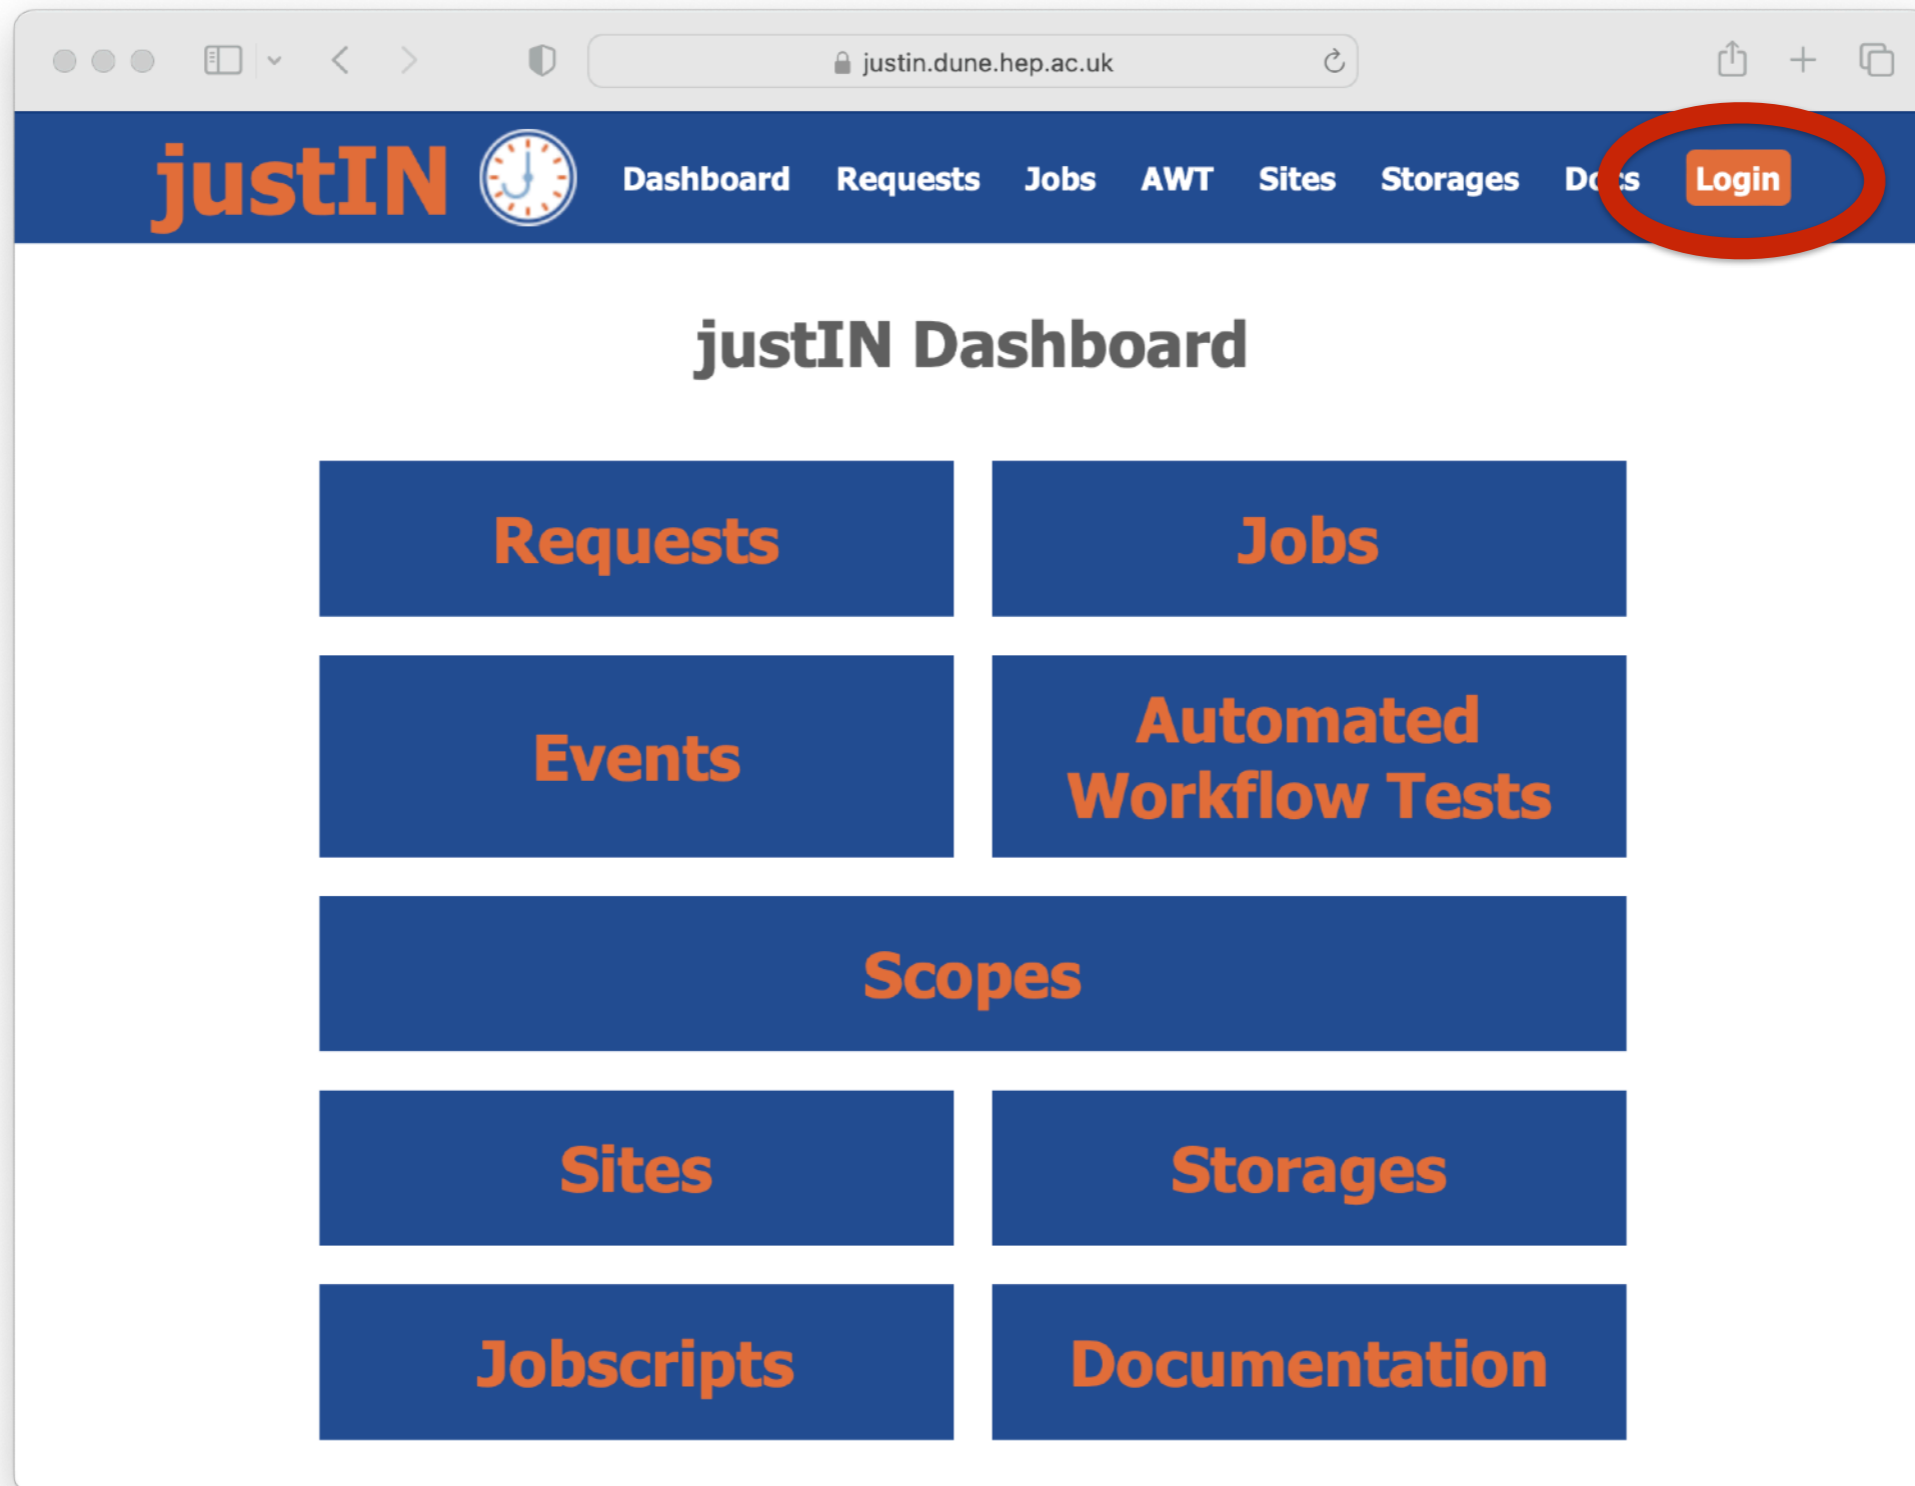 justin.dune.hep.ac.uk
justIN Dashboard Requests Jobs AWT Sites Storages Docs Login
justIN Dashboard
Requests Jobs
Events Automated
Workflow Tests
Scopes
Sites Storages
Jobscripts Documentation